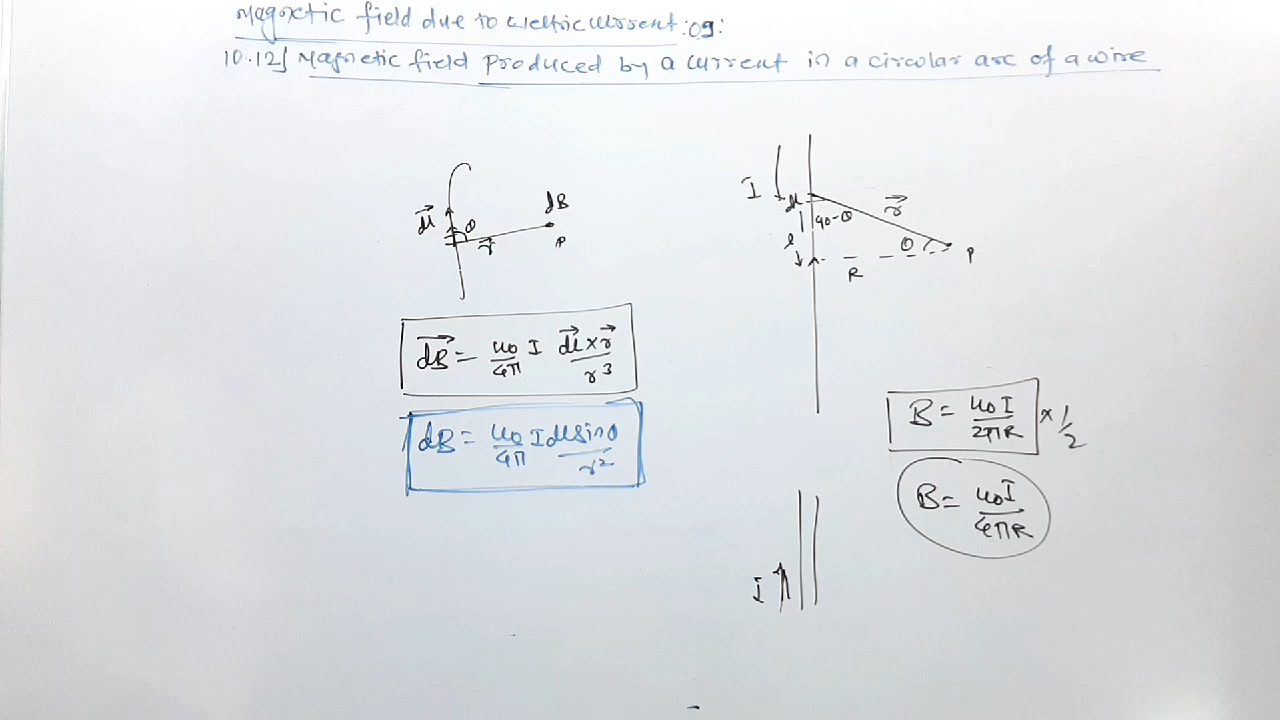 Magnetic field due to Electric current:09:
10.12] Magnetic field produced by a current in a circular arc of a wire
dB
dl θ
r P
I dl r
90-θ
l θ P
R
dB = μ0/4π I dl×r/r³
dB = μ0/4π Idlsinθ/r²
B = μ0I/2πR × 1/2
B = μ0I/4πR
I